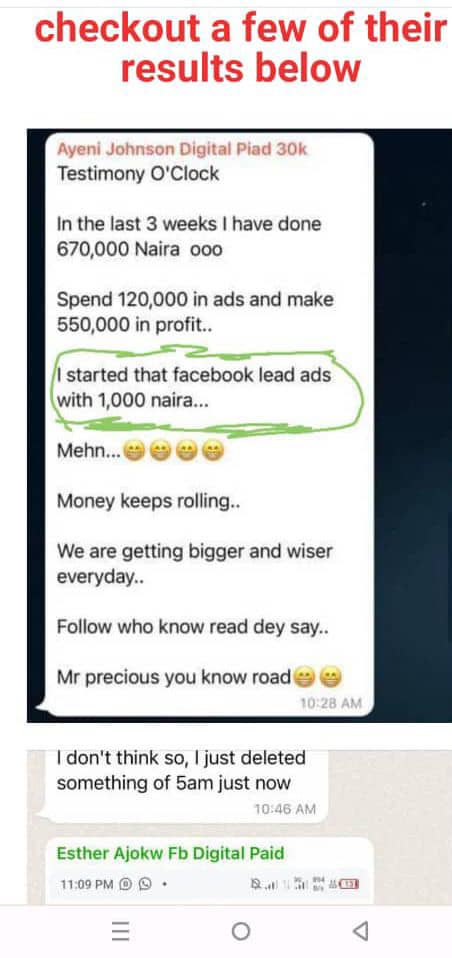 checkout a few of their
results below
Ayeni Johnson Digital Piad 30k
Testimony O'Clock
In the last 3 weeks I have done
670,000 Naira ooo
Spend 120,000 in ads and make
550,000 in profit..
I started that facebook lead ads
with 1,000 naira...
Mehn...😁😁😁😁
Money keeps rolling..
We are getting bigger and wiser
everyday..
Follow who know read dey say..
Mr precious you know road😁😁
10:28 AM
I don't think so, I just deleted
something of 5am just now
10:46 AM
Esther Ajokw Fb Digital Paid
11:09 PM